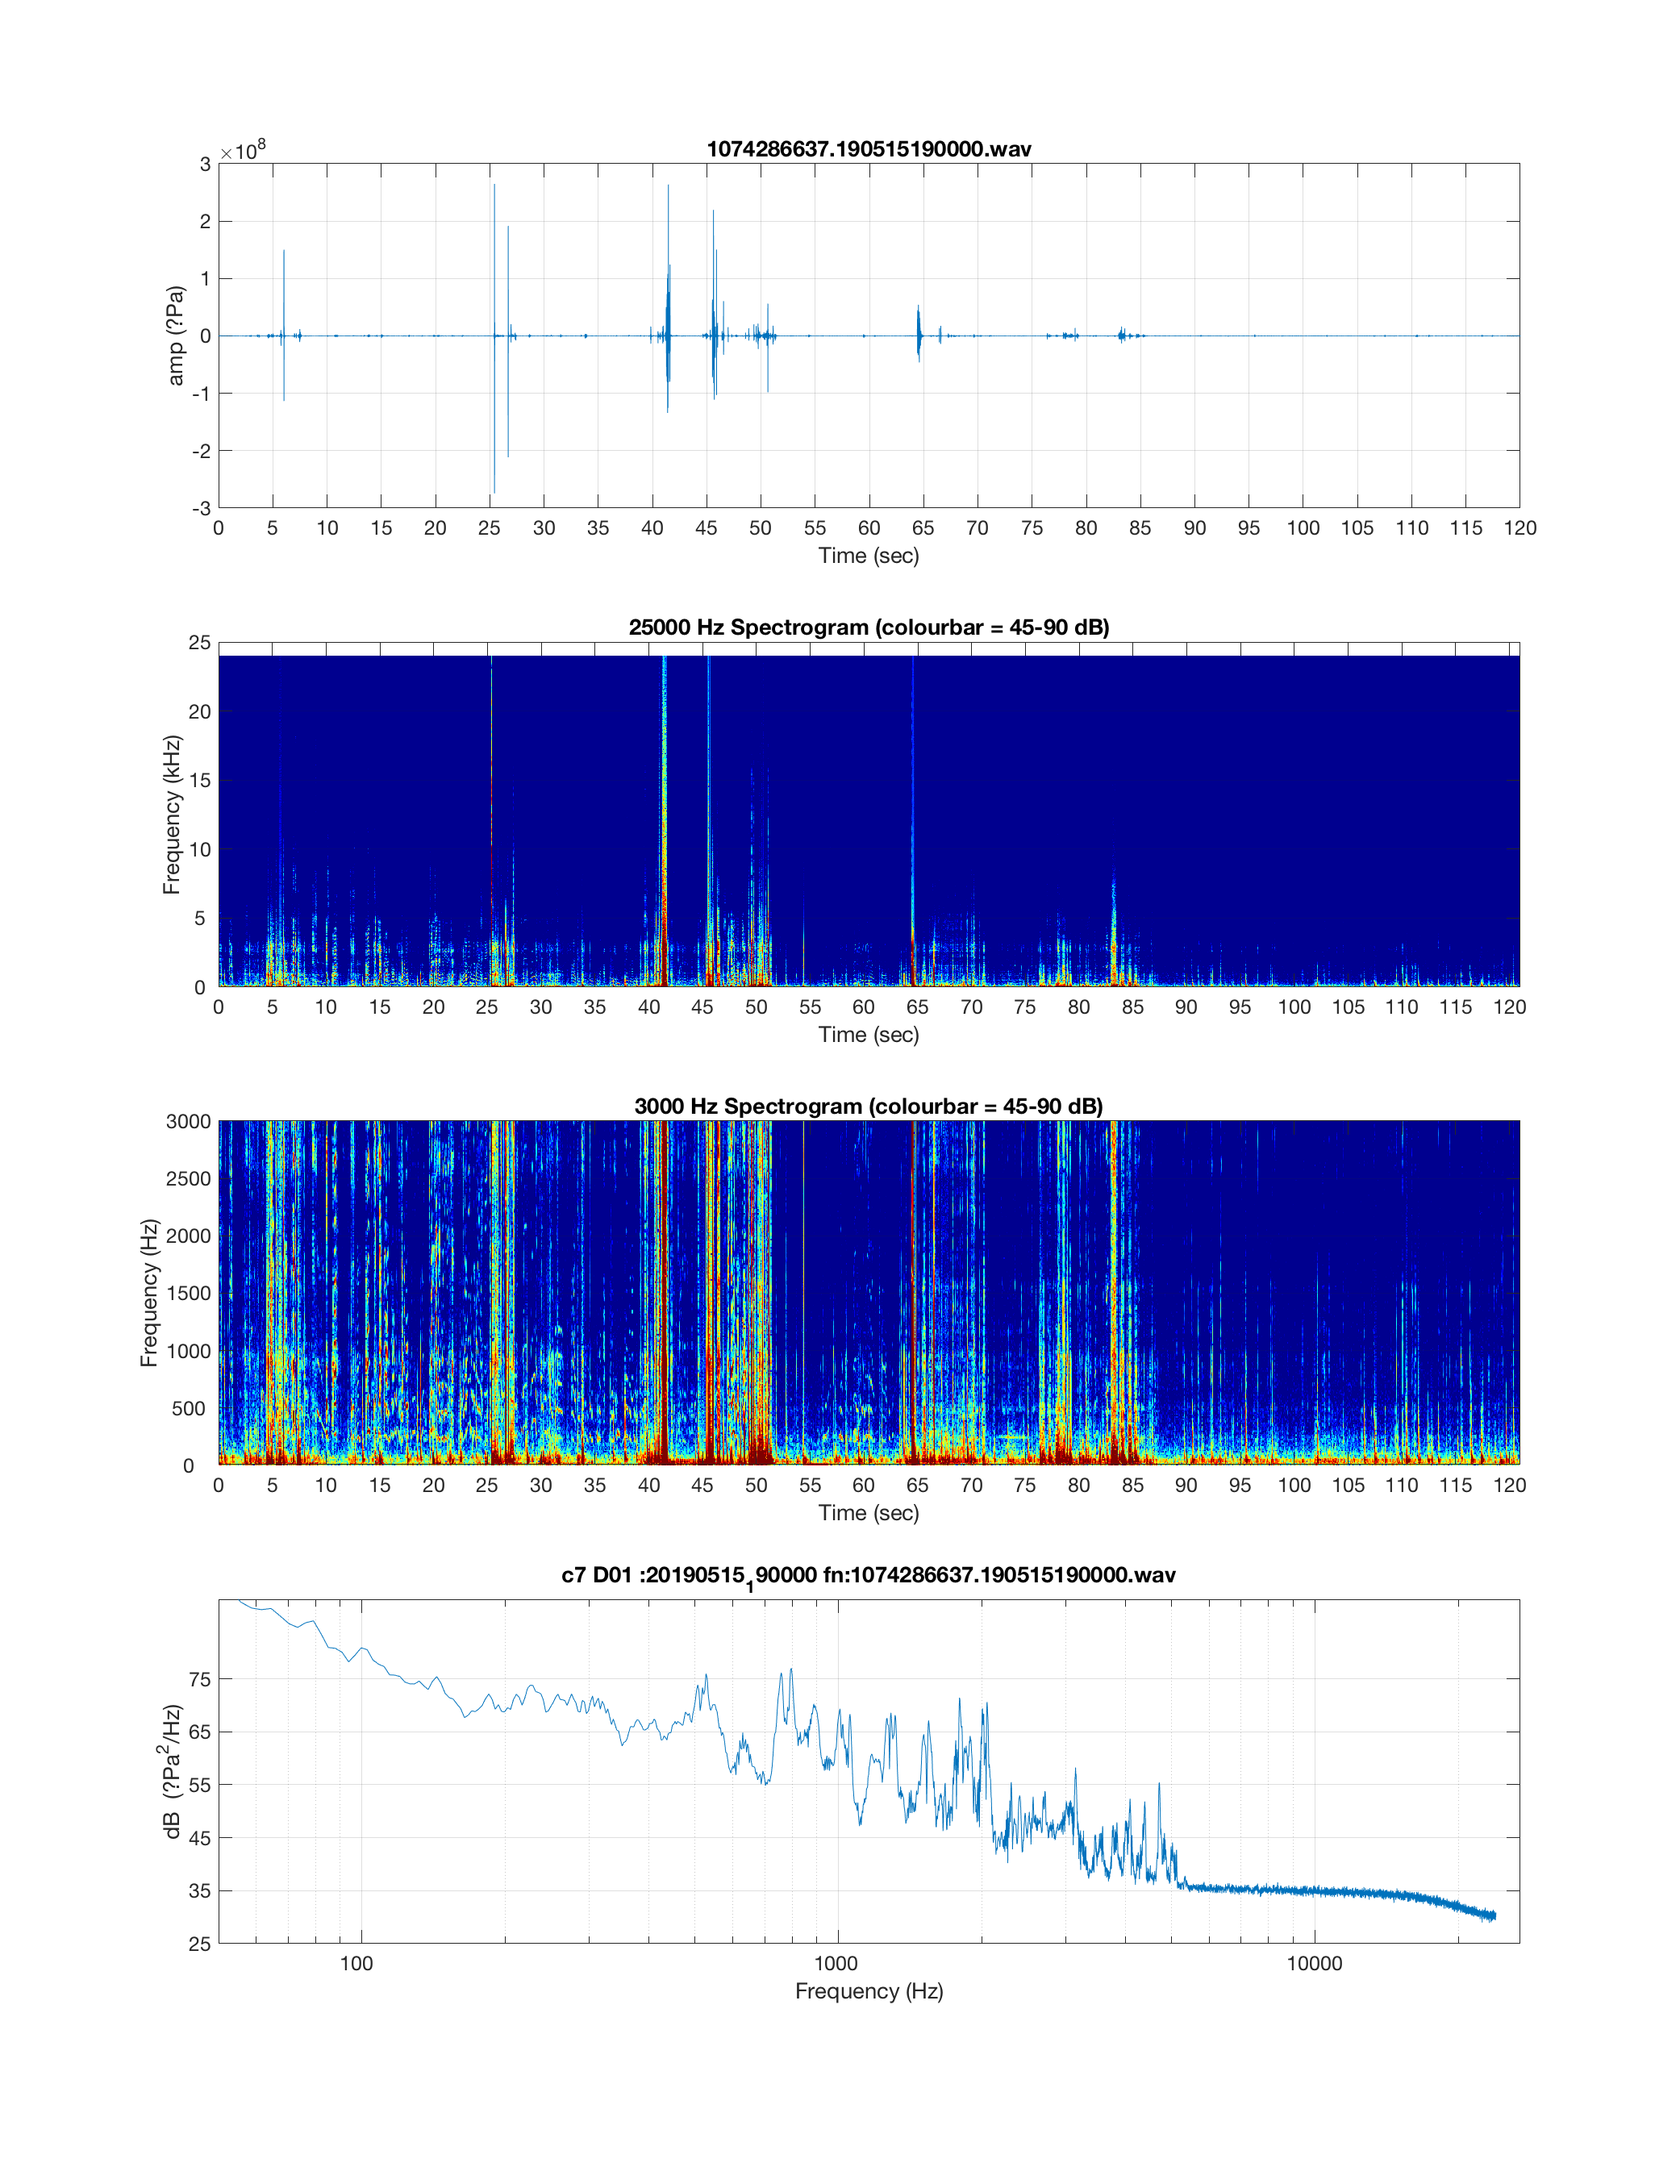 1074286637.190515190000.wav
×10⁸
3
2
1
0
-1
-2
-3
amp (?Pa)
0 5 10 15 20 25 30 35 40 45 50 55 60 65 70 75 80 85 90 95 100 105 110 115 120
Time (sec)
25000 Hz Spectrogram (colourbar = 45-90 dB)
25
20
15
10
5
0
Frequency (kHz)
0 5 10 15 20 25 30 35 40 45 50 55 60 65 70 75 80 85 90 95 100 105 110 115 120
Time (sec)
3000 Hz Spectrogram (colourbar = 45-90 dB)
3000
2500
2000
1500
1000
500
0
Frequency (Hz)
0 5 10 15 20 25 30 35 40 45 50 55 60 65 70 75 80 85 90 95 100 105 110 115 120
Time (sec)
c7 D01 :20190515₁90000 fn:1074286637.190515190000.wav
75
65
55
45
35
25
dB (?Pa²/Hz)
100 1000 10000
Frequency (Hz)